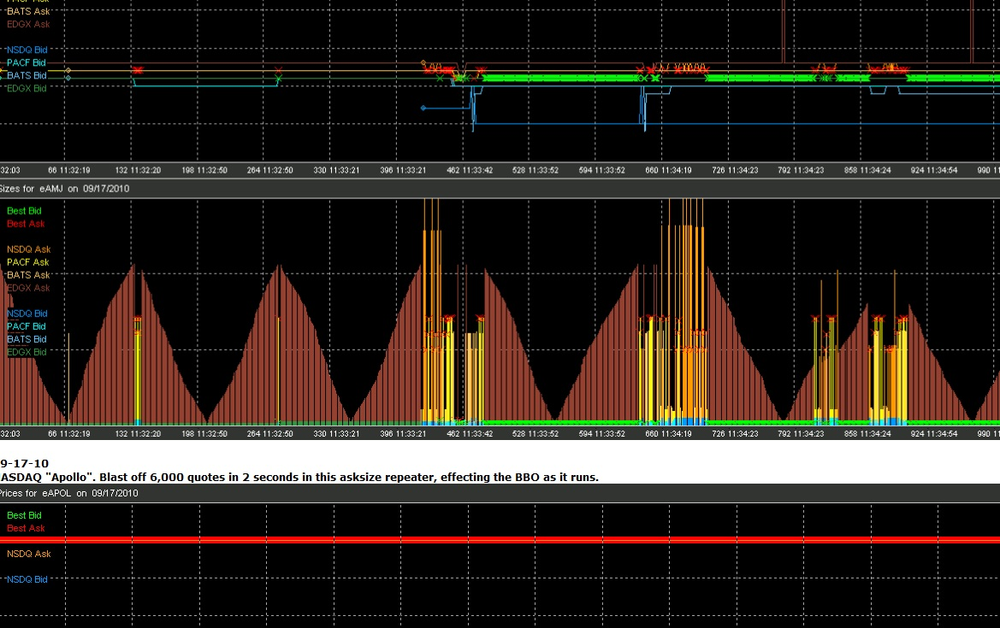 BATS Ask
EDGX Ask
NSDQ Bid
PACF Bid
BATS Bid
EDGX Bid
32:03 66 11:32:19 132 11:32:20 198 11:32:50 264 11:32:50 330 11:33:21 396 11:33:21 462 11:33:42 528 11:33:52 594 11:33:52 660 11:34:19 726 11:34:23 792 11:34:23 858 11:34:24 924 11:34:54 990 11
Sizes for eAMJ on 09/17/2010
Best Bid
Best Ask
NSDQ Ask
PACF Ask
BATS Ask
EDGX Ask
NSDQ Bid
PACF Bid
BATS Bid
EDGX Bid
32:03 66 11:32:19 132 11:32:20 198 11:32:50 264 11:32:50 330 11:33:21 396 11:33:21 462 11:33:42 528 11:33:52 594 11:33:52 660 11:34:19 726 11:34:23 792 11:34:23 858 11:34:24 924 11:34:54 990 11
9-17-10
ASDAQ "Apollo". Blast off 6,000 quotes in 2 seconds in this asksize repeater, effecting the BBO as it runs.
Prices for eAPOL on 09/17/2010
Best Bid
Best Ask
NSDQ Ask
NSDQ Bid